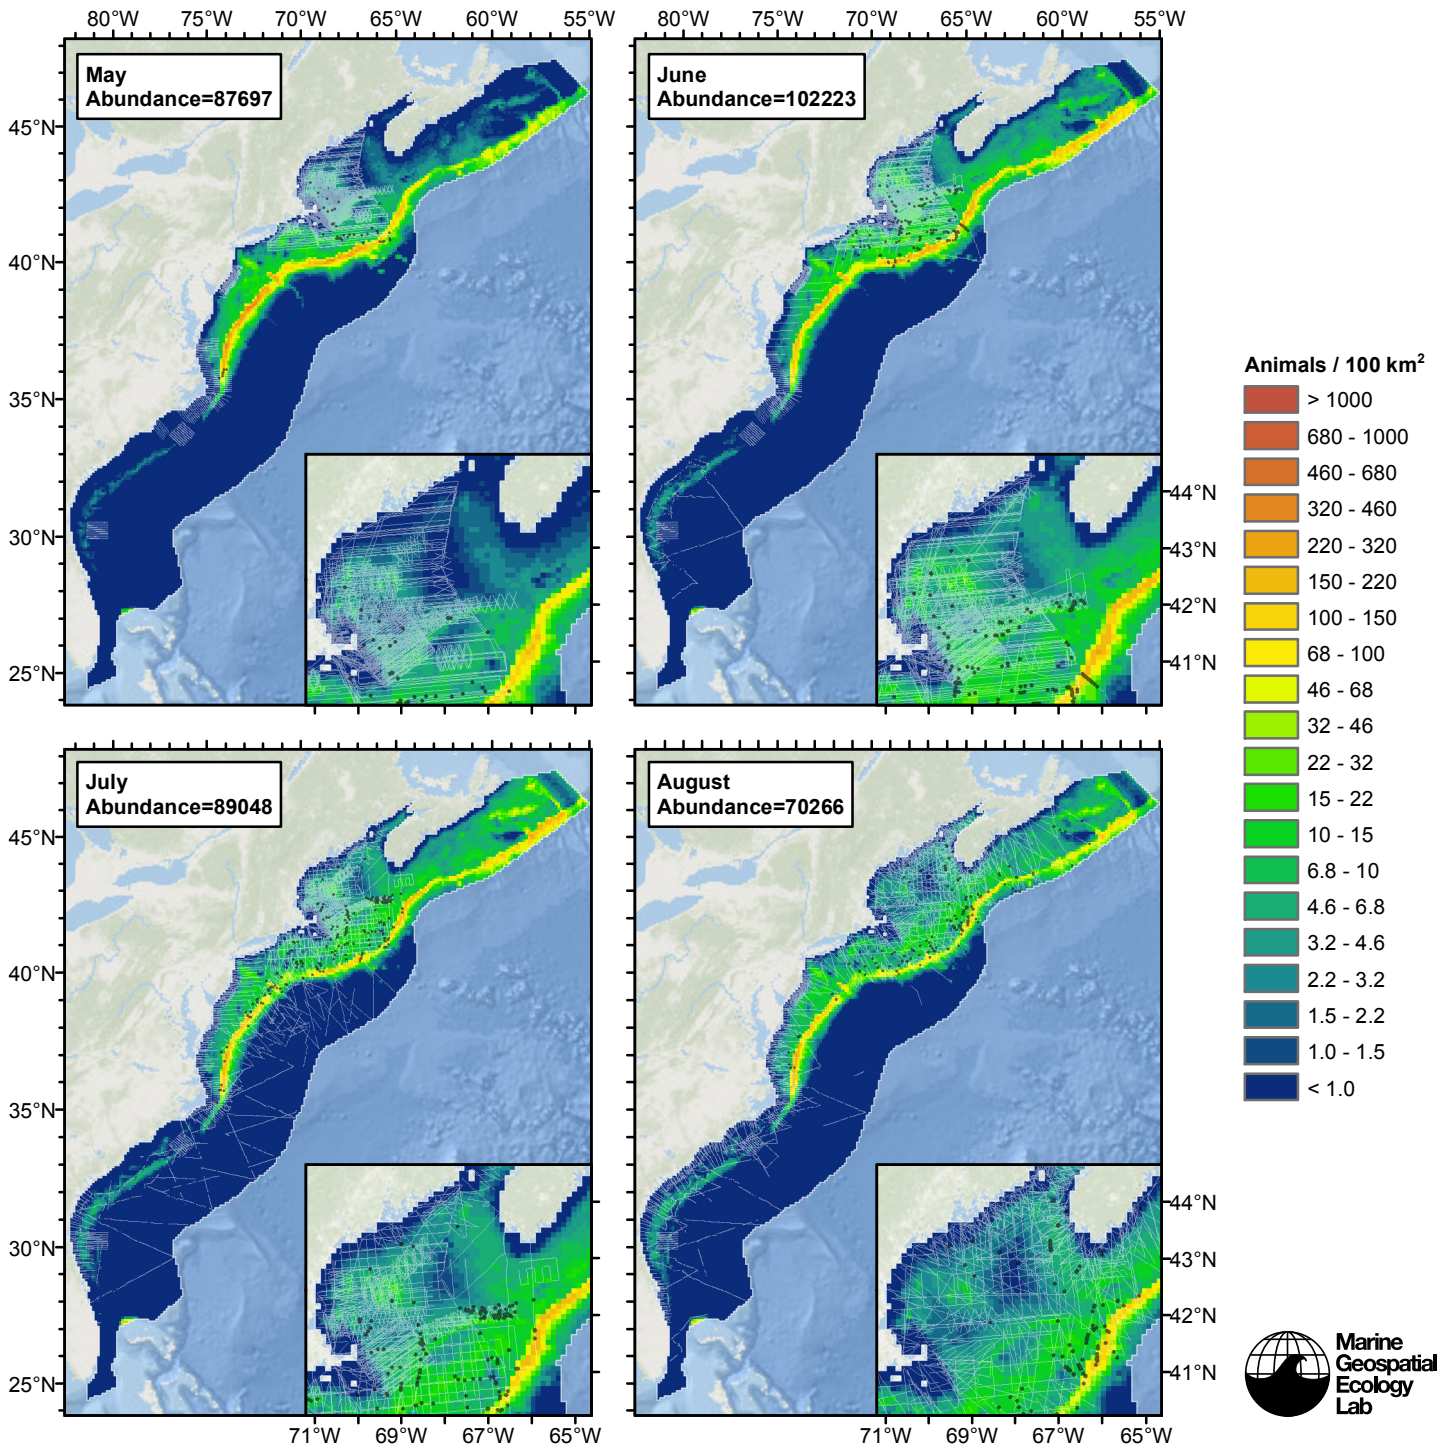 80°W 75°W 70°W 65°W 60°W 55°W
80°W 75°W 70°W 65°W 60°W 55°W
May
Abundance=87697
June
Abundance=102223
45°N
40°N
35°N
30°N
25°N
44°N
43°N
42°N
41°N
July
Abundance=89048
August
Abundance=70266
45°N
40°N
35°N
30°N
25°N
44°N
43°N
42°N
41°N
71°W 69°W 67°W 65°W
71°W 69°W 67°W 65°W
Animals / 100 km²
> 1000
680 - 1000
460 - 680
320 - 460
220 - 320
150 - 220
100 - 150
68 - 100
46 - 68
32 - 46
22 - 32
15 - 22
10 - 15
6.8 - 10
4.6 - 6.8
3.2 - 4.6
2.2 - 3.2
1.5 - 2.2
1.0 - 1.5
< 1.0
Marine
Geospatial
Ecology
Lab